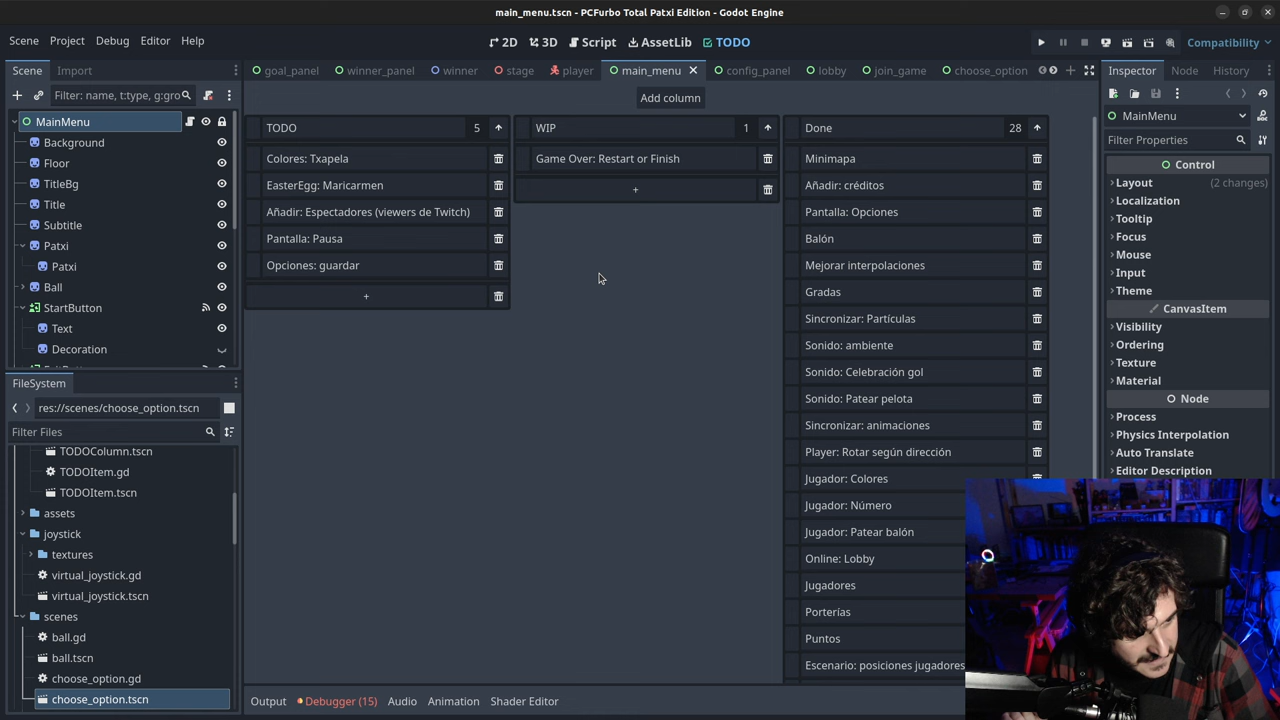 main_menu.tscn - PCFurbo Total Patxi Edition - Godot Engine
Scene Project Debug Editor Help
2D 3D Script AssetLib TODO
Compatibility
Scene Import
goal_panel winner_panel winner stage player main_menu config_panel lobby join_game choose_option
Inspector Node History
Filter: name, t:type, g:gro
Add column
MainMenu
Background
Floor
TitleBg
Title
Subtitle
Patxi
Patxi
Ball
StartButton
Text
Decoration
TODO 5
Colores: Txapela
EasterEgg: Maricarmen
Añadir: Espectadores (viewers de Twitch)
Pantalla: Pausa
Opciones: guardar
+
WIP 1
Game Over: Restart or Finish
+
Done 28
Minimapa
Añadir: créditos
Pantalla: Opciones
Balón
Mejorar interpolaciones
Gradas
Sincronizar: Partículas
Sonido: ambiente
Sonido: Celebración gol
Sonido: Patear pelota
Sincronizar: animaciones
Player: Rotar según dirección
Jugador: Colores
Jugador: Número
Jugador: Patear balón
Online: Lobby
Jugadores
Porterías
Puntos
Escenario: posiciones jugadores
MainMenu
Filter Properties
Control
Layout (2 changes)
Localization
Tooltip
Focus
Mouse
Input
Theme
CanvasItem
Visibility
Ordering
Texture
Material
Node
Process
Physics Interpolation
Auto Translate
Editor Description
FileSystem
res://scenes/choose_option.tscn
Filter Files
TODOColumn.tscn
TODOItem.gd
TODOItem.tscn
assets
joystick
textures
virtual_joystick.gd
virtual_joystick.tscn
scenes
ball.gd
ball.tscn
choose_option.gd
choose_option.tscn
Output Debugger (15) Audio Animation Shader Editor